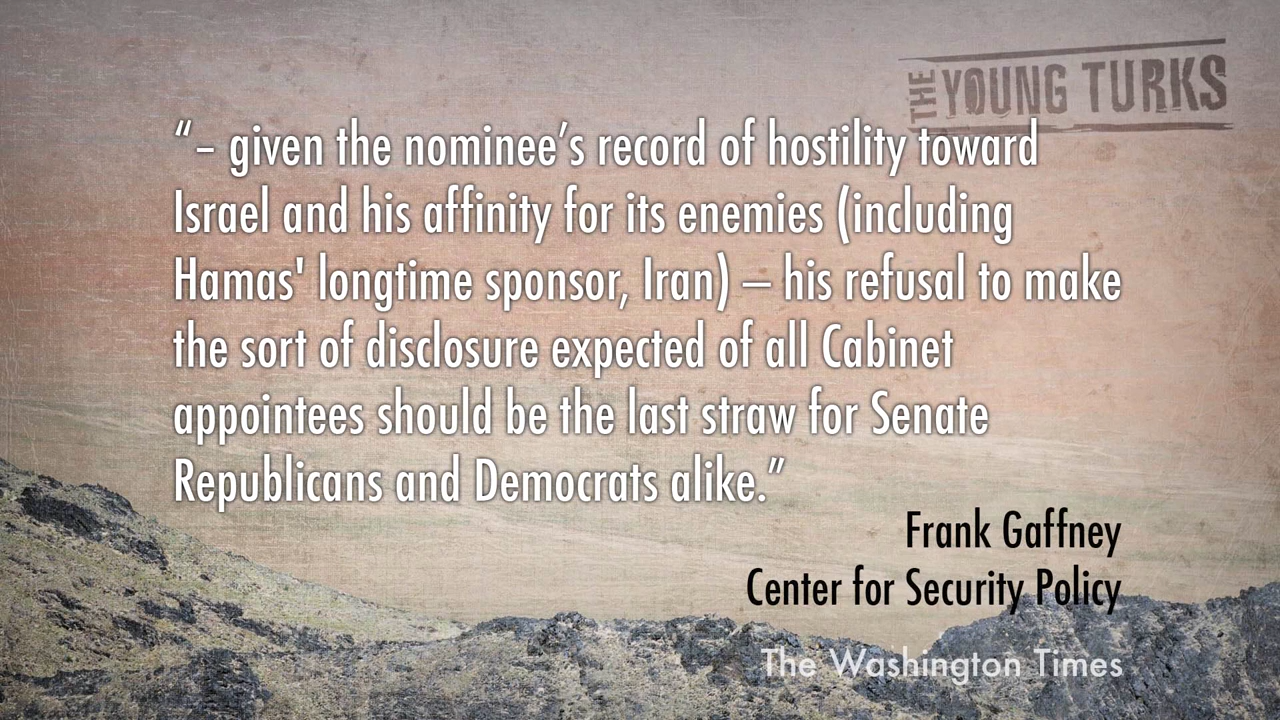 THE YOUNG TURKS
“– given the nominee’s record of hostility toward
Israel and his affinity for its enemies (including
Hamas' longtime sponsor, Iran) – his refusal to make
the sort of disclosure expected of all Cabinet
appointees should be the last straw for Senate
Republicans and Democrats alike.”
Frank Gaffney
Center for Security Policy
The Washington Times